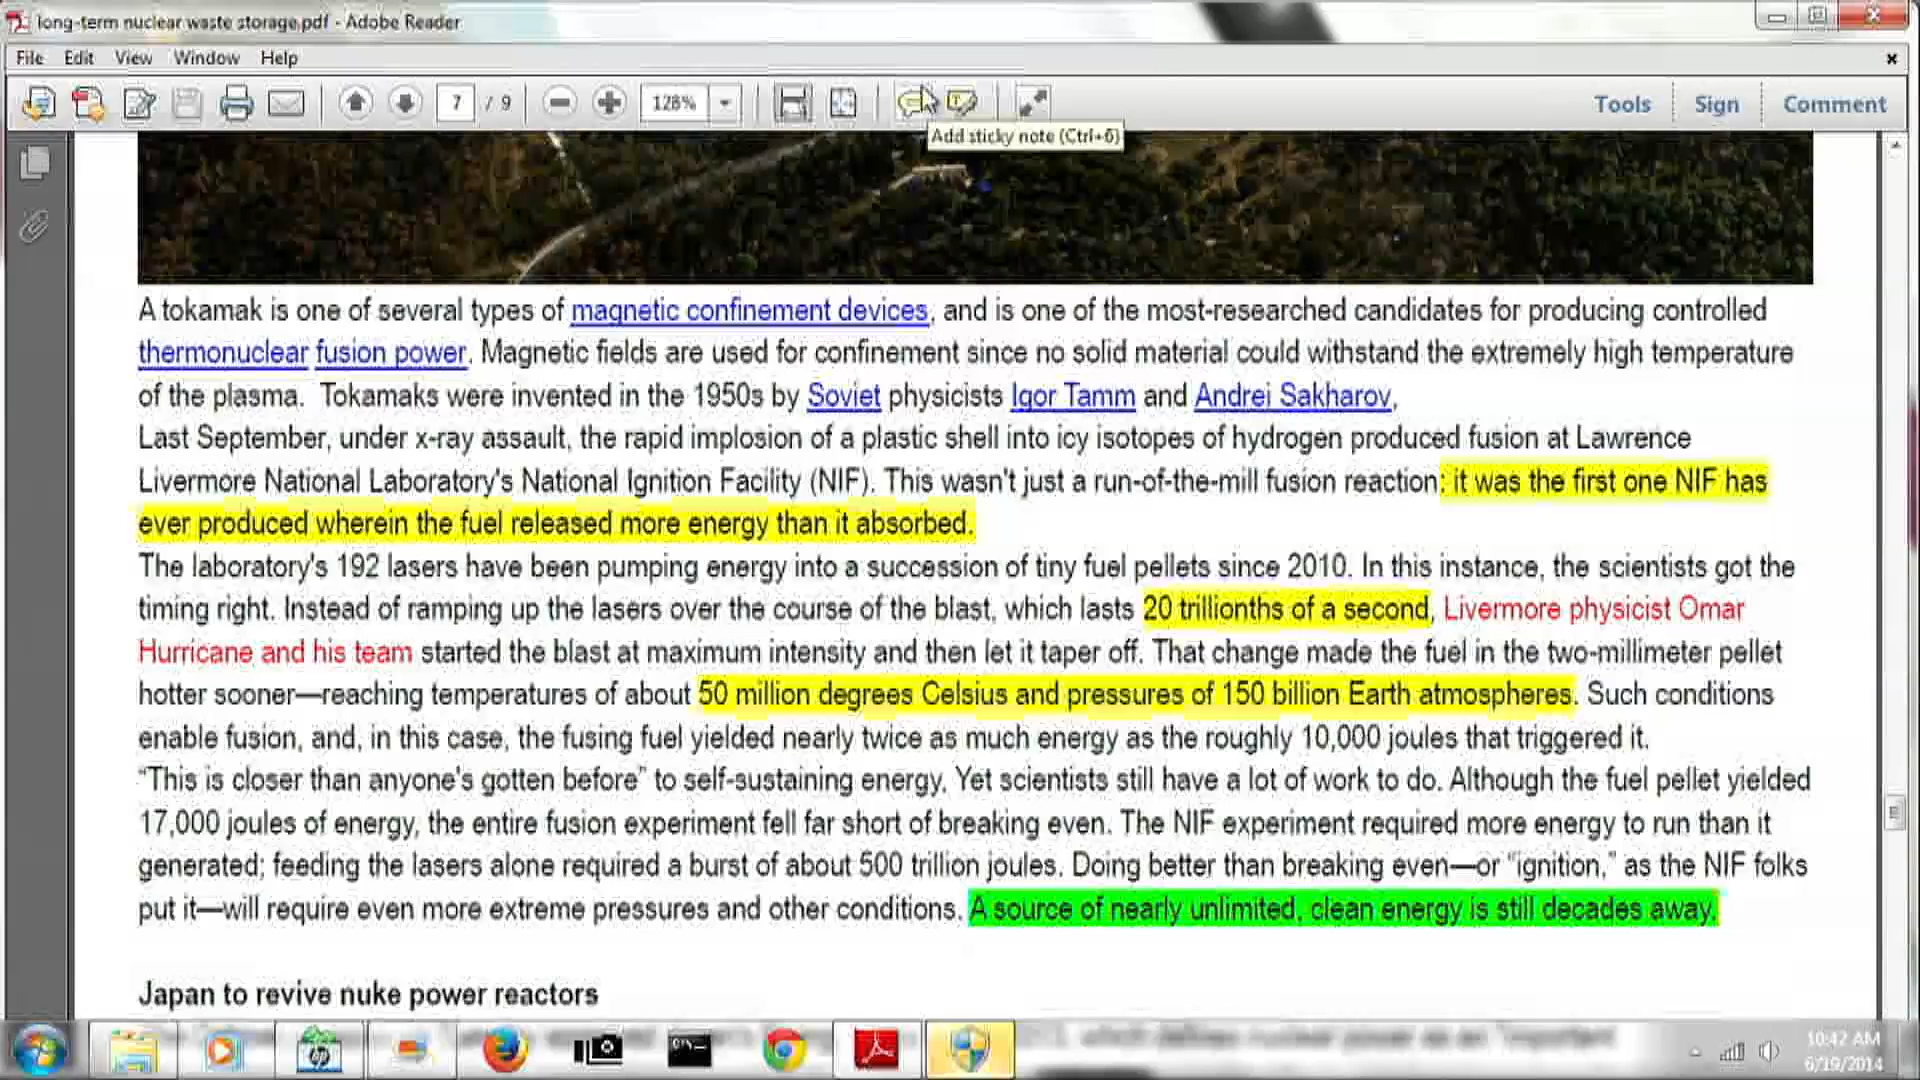 long-term nuclear waste storage.pdf - Adobe Reader
File Edit View Window Help
7 / 9 128% Tools Sign Comment
Add sticky note (Ctrl+6)
A tokamak is one of several types of magnetic confinement devices, and is one of the most-researched candidates for producing controlled
thermonuclear fusion power. Magnetic fields are used for confinement since no solid material could withstand the extremely high temperature
of the plasma. Tokamaks were invented in the 1950s by Soviet physicists Igor Tamm and Andrei Sakharov,
Last September, under x-ray assault, the rapid implosion of a plastic shell into icy isotopes of hydrogen produced fusion at Lawrence
Livermore National Laboratory's National Ignition Facility (NIF). This wasn't just a run-of-the-mill fusion reaction: it was the first one NIF has
ever produced wherein the fuel released more energy than it absorbed.
The laboratory's 192 lasers have been pumping energy into a succession of tiny fuel pellets since 2010. In this instance, the scientists got the
timing right. Instead of ramping up the lasers over the course of the blast, which lasts 20 trillionths of a second, Livermore physicist Omar
Hurricane and his team started the blast at maximum intensity and then let it taper off. That change made the fuel in the two-millimeter pellet
hotter sooner—reaching temperatures of about 50 million degrees Celsius and pressures of 150 billion Earth atmospheres. Such conditions
enable fusion, and, in this case, the fusing fuel yielded nearly twice as much energy as the roughly 10,000 joules that triggered it.
“This is closer than anyone's gotten before” to self-sustaining energy, Yet scientists still have a lot of work to do. Although the fuel pellet yielded
17,000 joules of energy, the entire fusion experiment fell far short of breaking even. The NIF experiment required more energy to run than it
generated; feeding the lasers alone required a burst of about 500 trillion joules. Doing better than breaking even—or “ignition,” as the NIF folks
put it—will require even more extreme pressures and other conditions. A source of nearly unlimited, clean energy is still decades away.
Japan to revive nuke power reactors
10:42 AM
6/19/2014